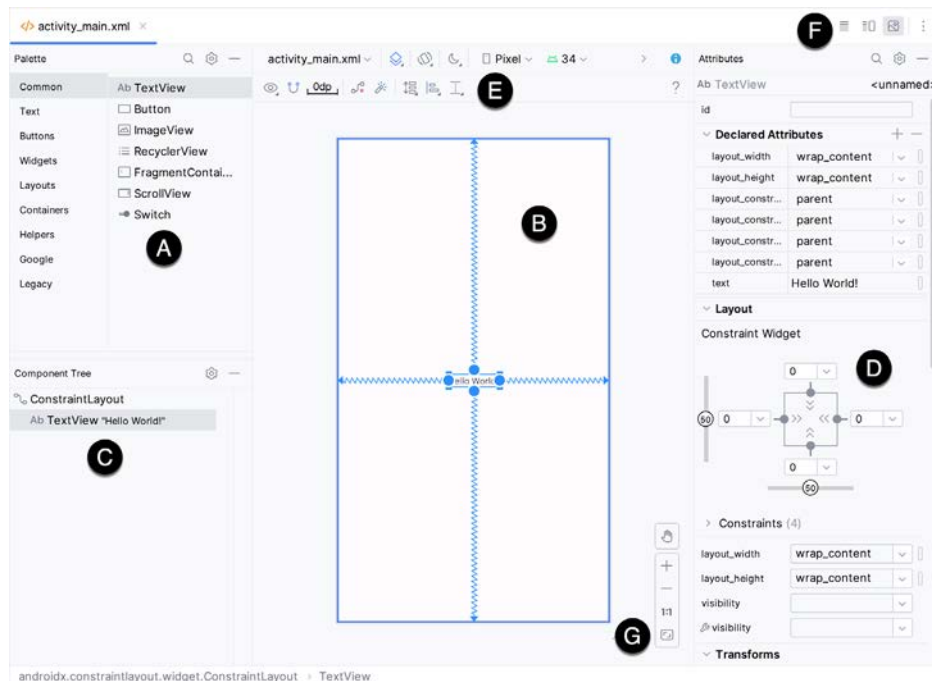 </> activity_main.xml ×
F
Palette
Common
Text
Buttons
Widgets
Layouts
Containers
Helpers
Google
Legacy
Ab TextView
Button
ImageView
RecyclerView
FragmentContai...
ScrollView
Switch
A
Component Tree
ConstraintLayout
Ab TextView "Hello World!"
C
activity_main.xml
Pixel
34
0dp
E
?
B
ello World
1:1
G
Attributes
Ab TextView <unnamed>
id
Declared Attributes
layout_width wrap_content
layout_height wrap_content
layout_constr... parent
layout_constr... parent
layout_constr... parent
layout_constr... parent
text Hello World!
Layout
Constraint Widget
D
0
50 0 0
0
50
Constraints (4)
layout_width wrap_content
layout_height wrap_content
visibility
visibility
Transforms
androidx.constraintlayout.widget.ConstraintLayout > TextView